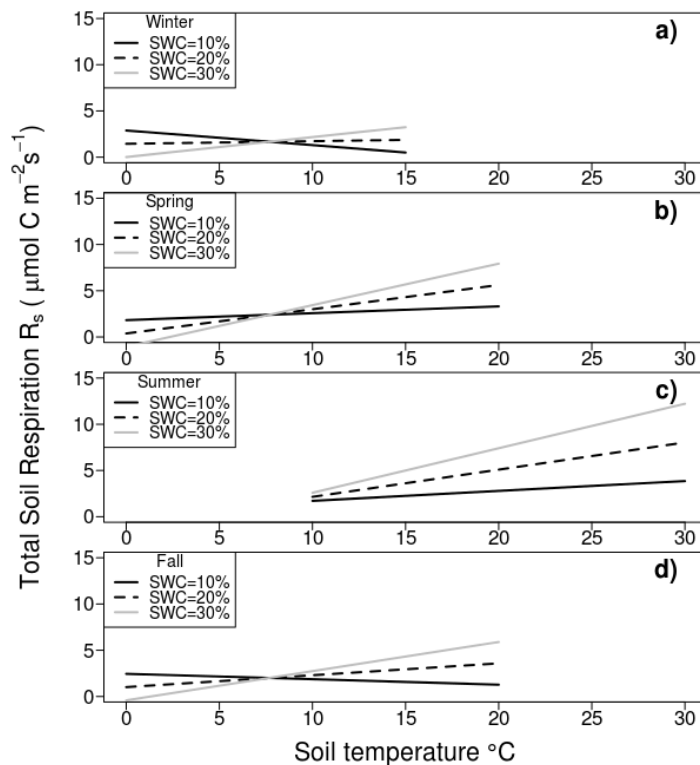 Total Soil Respiration Rₛ ( μmol C m⁻²s⁻¹)
Winter
SWC=10%
SWC=20%
SWC=30%
a)
15
10
5
0
0 5 10 15 20 25 30
Spring
SWC=10%
SWC=20%
SWC=30%
b)
15
10
5
0
0 5 10 15 20 25 30
Summer
SWC=10%
SWC=20%
SWC=30%
c)
15
10
5
0
0 5 10 15 20 25 30
Fall
SWC=10%
SWC=20%
SWC=30%
d)
15
10
5
0
0 5 10 15 20 25 30
Soil temperature °C